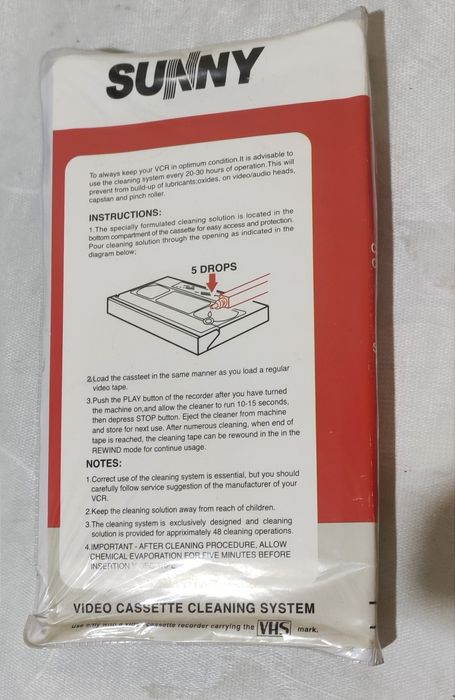 SUNNY
To always keep your VCR in optimum condition.It is advisable to
use the cleaning system every 20-30 hours of operation.This will
prevent from build-up of lubricants;oxides, on video/audio heads,
capstan and pinch roller.
INSTRUCTIONS:
1.The specially formulated cleaning solution is located in the
bottom compartment of the cassette for easy access and protection.
Pour cleaning solution through the opening as indicated in the
diagram below;
5 DROPS
2.Load the cassteet in the same manner as you load a regular
video tape.
3.Push the PLAY button of the recorder after you have turned
the machine on,and allow the cleaner to run 10-15 seconds,
then depress STOP button. Eject the cleaner from machine
and store for next use. After numerous cleaning, when end of
tape is reached, the cleaning tape can be rewound in the in the
REWIND mode for continue usage.
NOTES:
1.Correct use of the cleaning system is essential, but you should
carefully follow service suggestion of the manufacturer of your
VCR.
2.Keep the cleaning solution away from reach of children.
3.The cleaning system is exclusively designed and cleaning
solution is provided for apprximately 48 cleaning operations.
4.IMPORTANT - AFTER CLEANING PROCEDURE, ALLOW
CHEMICAL EVAPORATION FOR FIVE MINUTES BEFORE
INSERTION
VIDEO CASSETTE CLEANING SYSTEM
cassette recorder carrying the VHS mark.